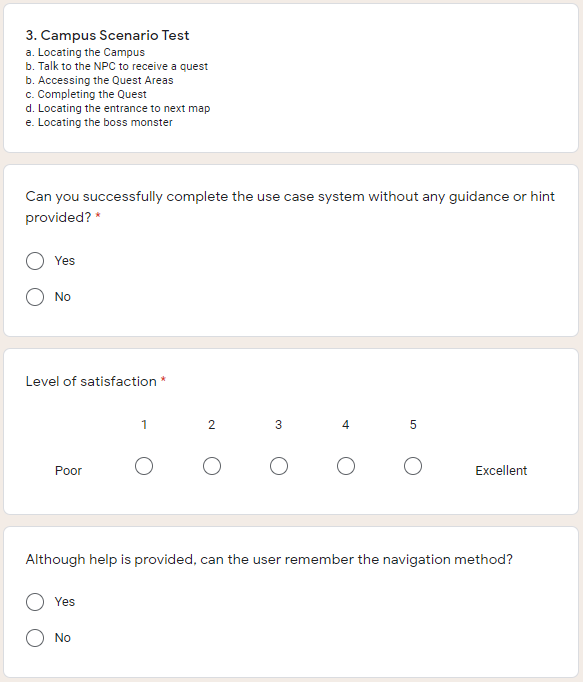 3. Campus Scenario Test
a. Locating the Campus
b. Talk to the NPC to receive a quest
b. Accessing the Quest Areas
c. Completing the Quest
d. Locating the entrance to next map
e. Locating the boss monster
Can you successfully complete the use case system without any guidance or hint
provided? *
Yes
No
Level of satisfaction *
1 2 3 4 5
Poor Excellent
Although help is provided, can the user remember the navigation method?
Yes
No